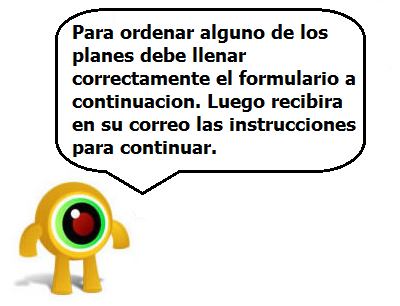 Para ordenar alguno de los
planes debe llenar
correctamente el formulario a
continuacion. Luego recibira
en su correo las instrucciones
para continuar.